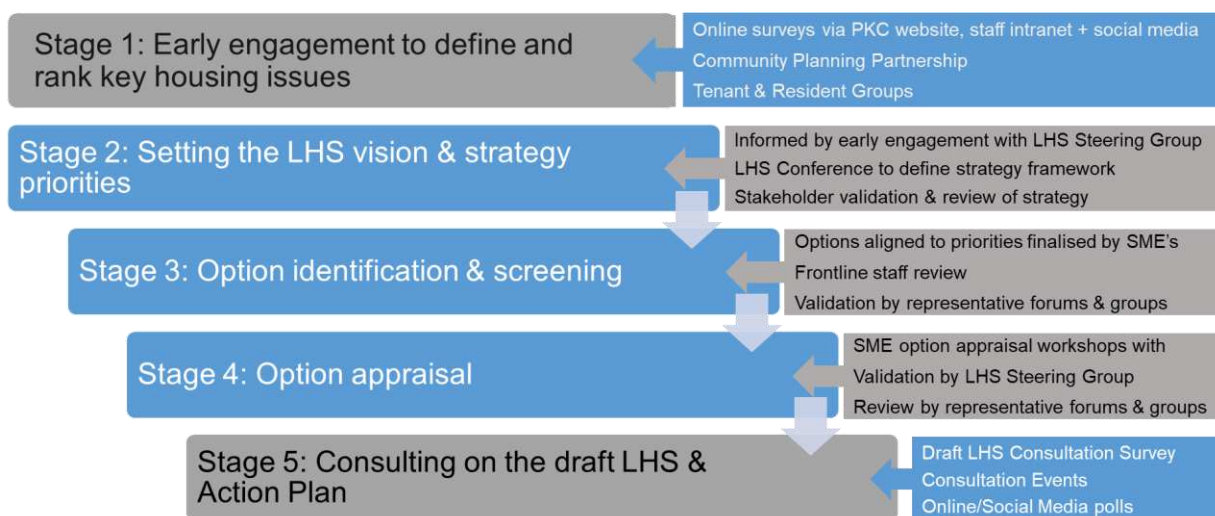 Stage 1: Early engagement to define and
rank key housing issues
Online surveys via PKC website, staff intranet + social media
Community Planning Partnership
Tenant & Resident Groups
Stage 2: Setting the LHS vision & strategy
priorities
Informed by early engagement with LHS Steering Group
LHS Conference to define strategy framework
Stakeholder validation & review of strategy
Stage 3: Option identification & screening
Options aligned to priorities finalised by SME's
Frontline staff review
Validation by representative forums & groups
Stage 4: Option appraisal
SME option appraisal workshops with
Validation by LHS Steering Group
Review by representative forums & groups
Stage 5: Consulting on the draft LHS &
Action Plan
Draft LHS Consultation Survey
Consultation Events
Online/Social Media polls